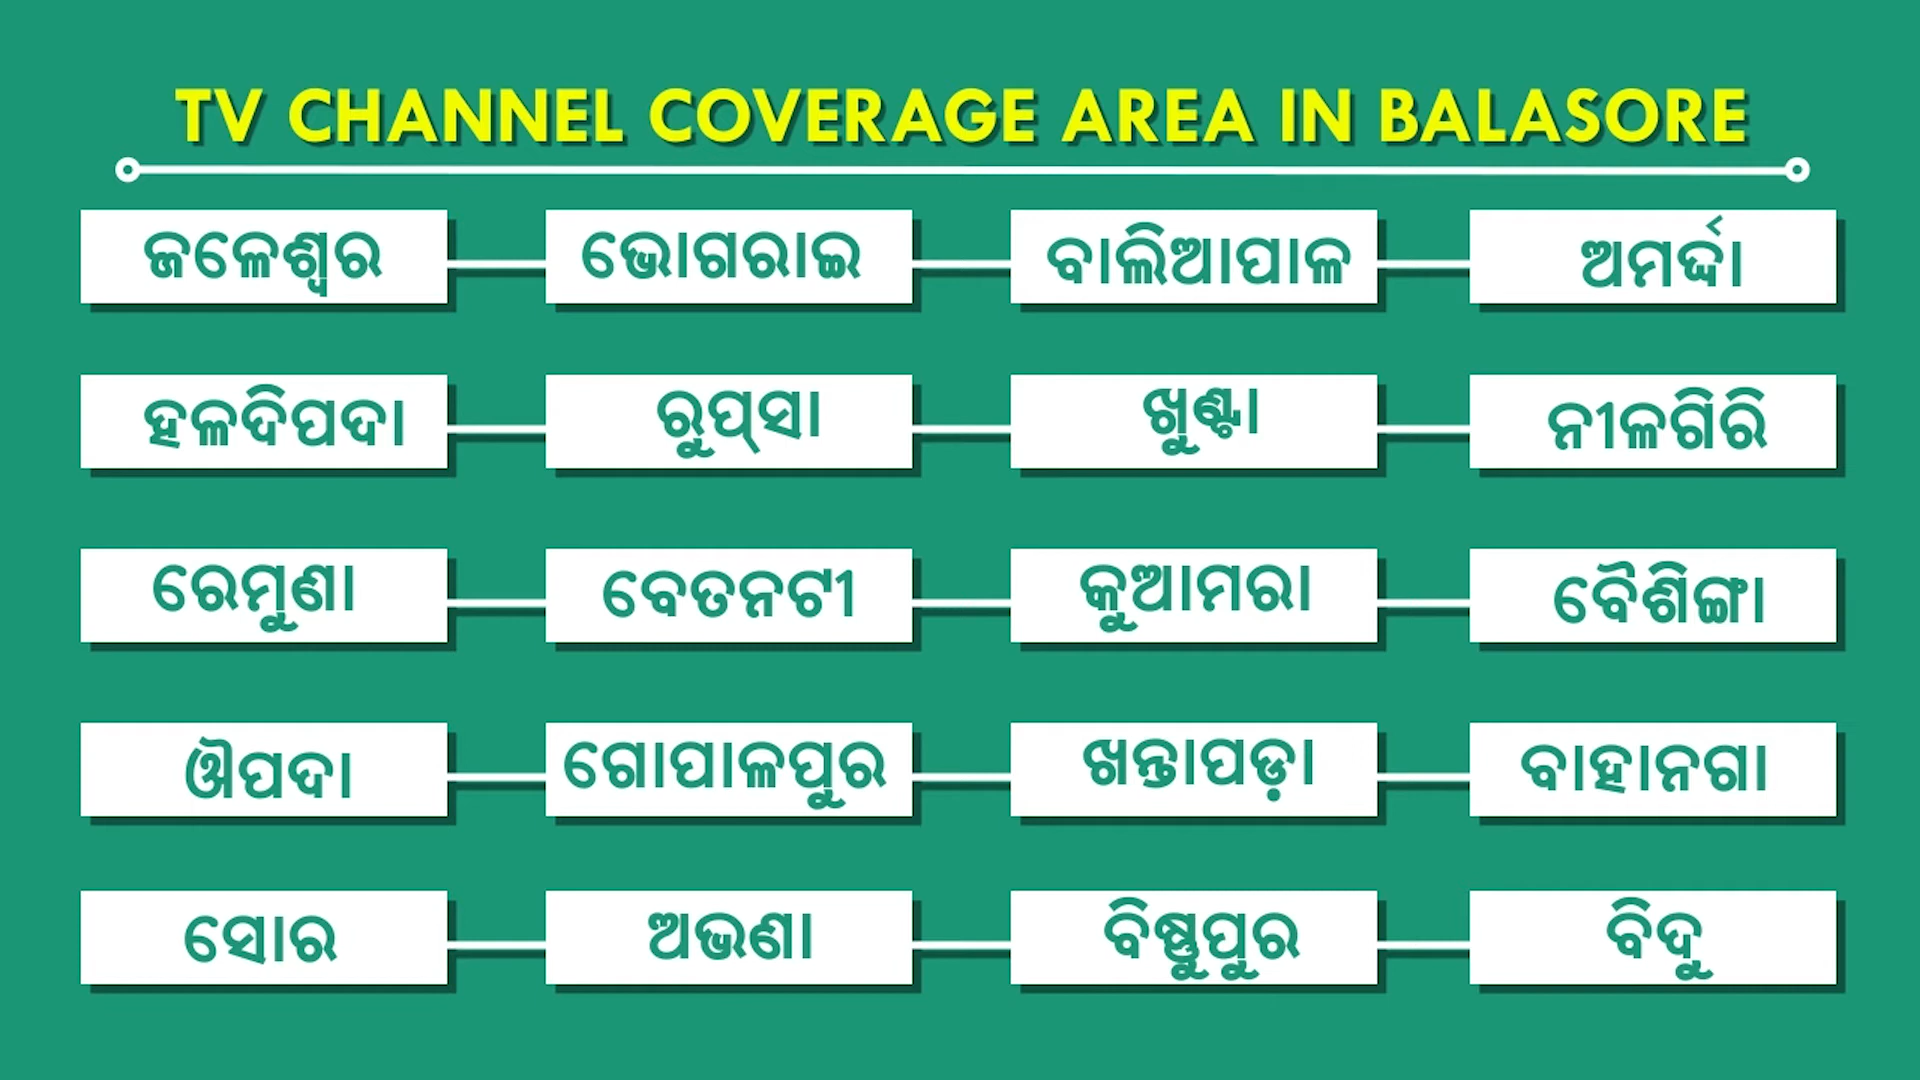 TV CHANNEL COVERAGE AREA IN BALASORE
ଜଳେଶ୍ୱର ଭୋଗରାଇ ବାଲିଆପାଳ ଅମର୍ଦ୍ଦା
ହଳଦିପଦା ରୁପ୍‌ସା ଖୁଣ୍ଟା ନୀଳଗିରି
ରେମୁଣା ବେତନଟୀ କୁଆମରା ବୈଶିଙ୍ଗା
ଔପଦା ଗୋପାଳପୁର ଖନ୍ତାପଡ଼ା ବାହାନଗା
ସୋର ଅଭଣା ବିଷ୍ଣୁପୁର ବିଦୁ